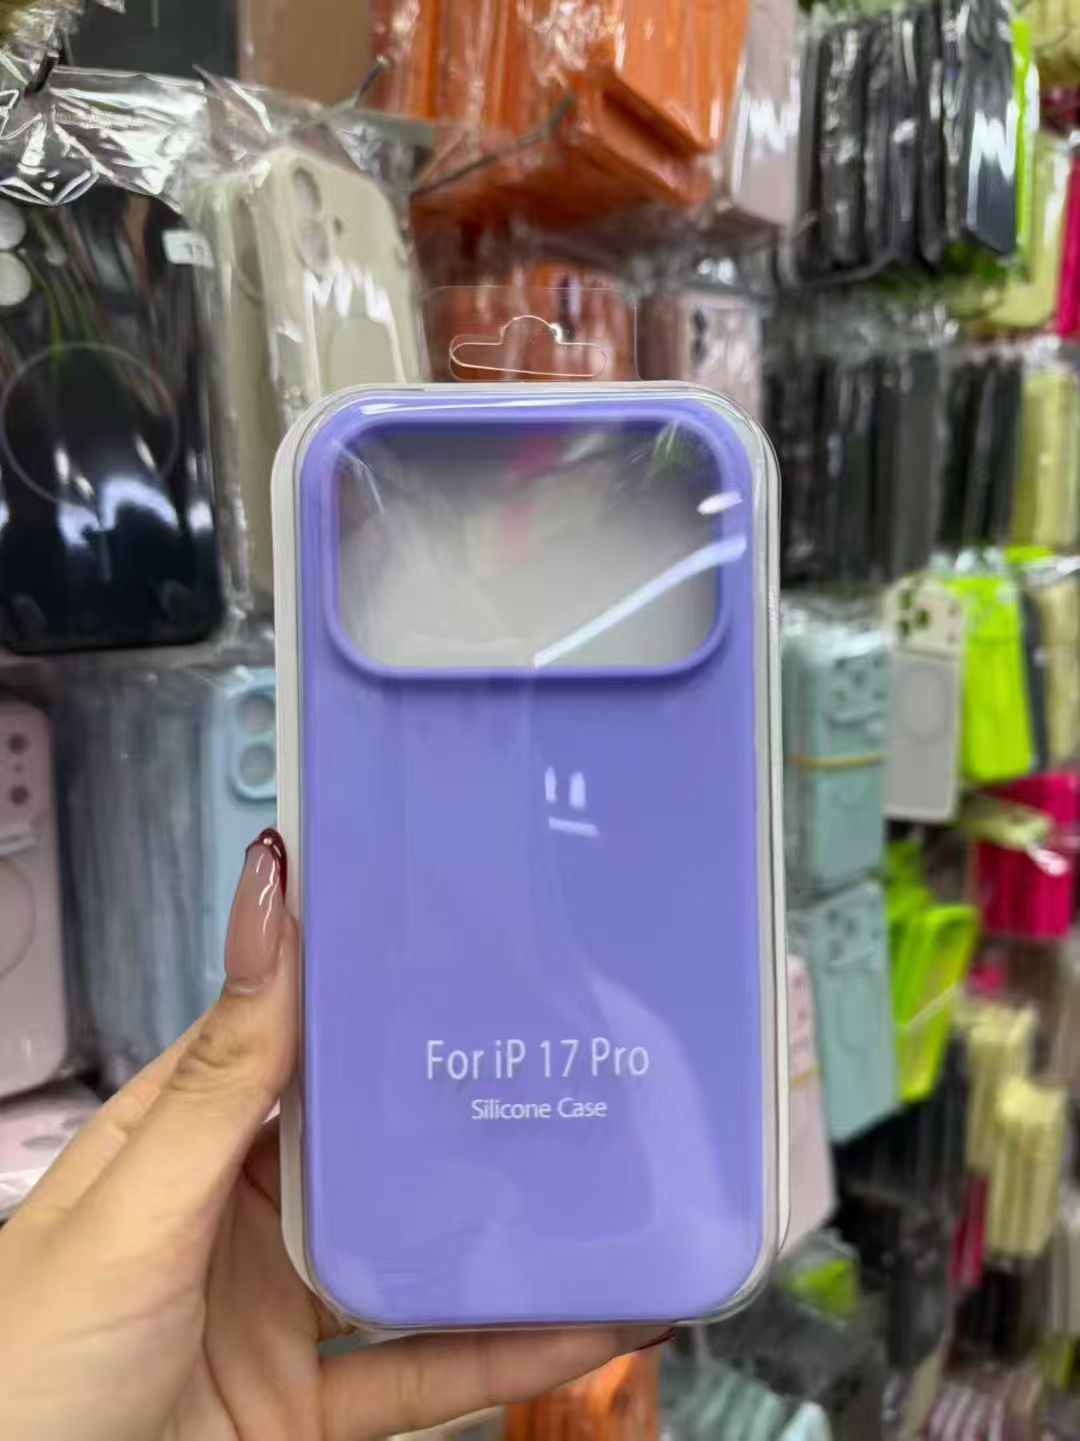 For iP 17 Pro
Silicone Case